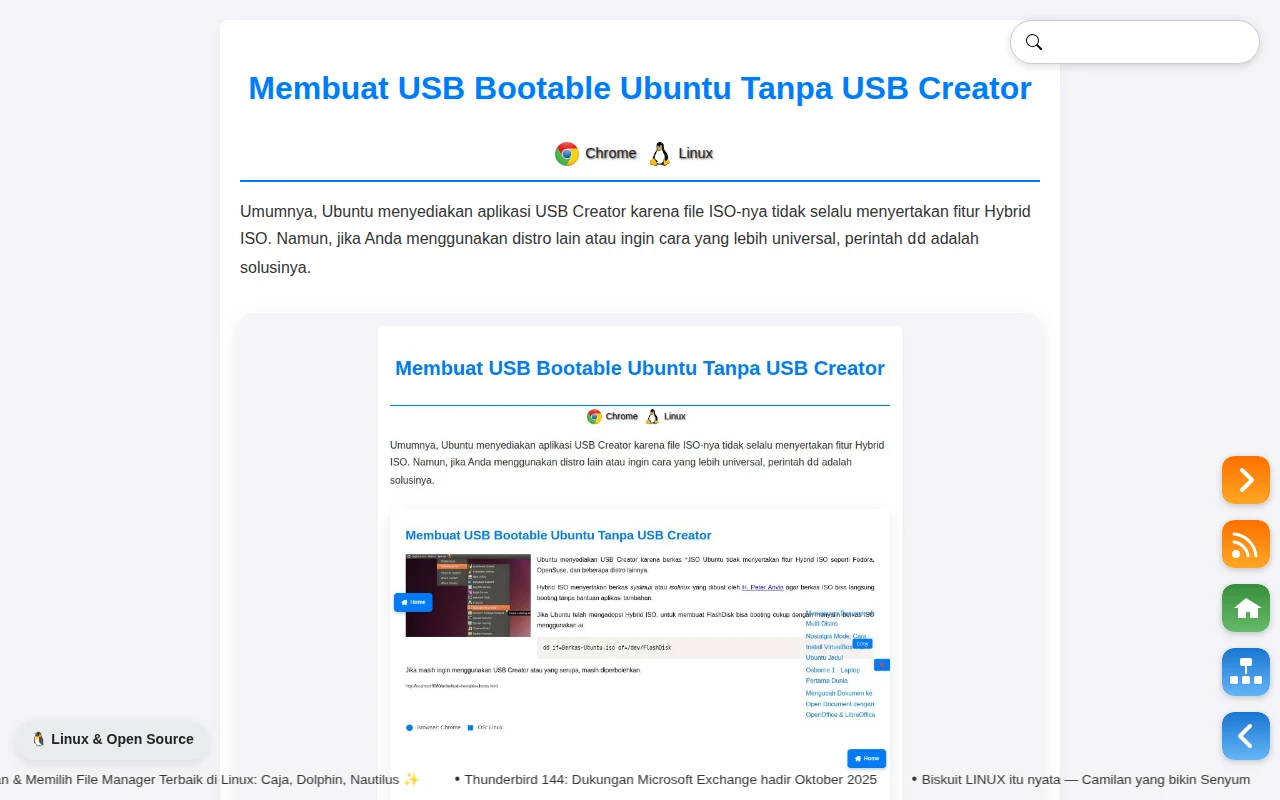 Membuat USB Bootable Ubuntu Tanpa USB Creator
Chrome Linux
Umumnya, Ubuntu menyediakan aplikasi USB Creator karena file ISO-nya tidak selalu menyertakan fitur Hybrid
ISO. Namun, jika Anda menggunakan distro lain atau ingin cara yang lebih universal, perintah dd adalah
solusinya.
Membuat USB Bootable Ubuntu Tanpa USB Creator
Chrome Linux
Umumnya, Ubuntu menyediakan aplikasi USB Creator karena file ISO-nya tidak selalu menyertakan fitur Hybrid
ISO. Namun, jika Anda menggunakan distro lain atau ingin cara yang lebih universal, perintah dd adalah
solusinya.
Membuat USB Bootable Ubuntu Tanpa USB Creator
Ubuntu menyediakan USB Creator karena berkas *.ISO Ubuntu tidak menyertakan fitur Hybrid ISO seperti Fedora,
OpenSuse, dan beberapa distro lainnya.
Hybrid ISO menyertakan berkas syslinux atau isolinux yang dibuat oleh H. Peter Anvin agar berkas ISO bisa langsung
booting tanpa bantuan aplikasi tambahan.
Home
Jika Ubuntu telah mengadopsi Hybrid ISO, untuk membuat FlashDisk bisa booting cukup dengan menyalin berkas ISO
menggunakan
Multi-Distro
Nostalgia Mode: Cara
Install VirtualBox
Ubuntu Jadul
Copy
dd if=Berkas-Ubuntu.iso of=/dev/FlashDisk
Jika masih ingin menggunakan USB Creator atau yang serupa, masih diperbolehkan.
Osborne 1 - Laptop
Pertama Dunia
Mengubah Dokumen ke
Open Document dengan
OpenOffice & LibreOffice
Browser: Chrome OS: Linux
Home
🐧 Linux & Open Source
& Memilih File Manager Terbaik di Linux: Caja, Dolphin, Nautilus ✨ • Thunderbird 144: Dukungan Microsoft Exchange hadir Oktober 2025 • Biskuit LINUX itu nyata — Camilan yang bikin Senyum